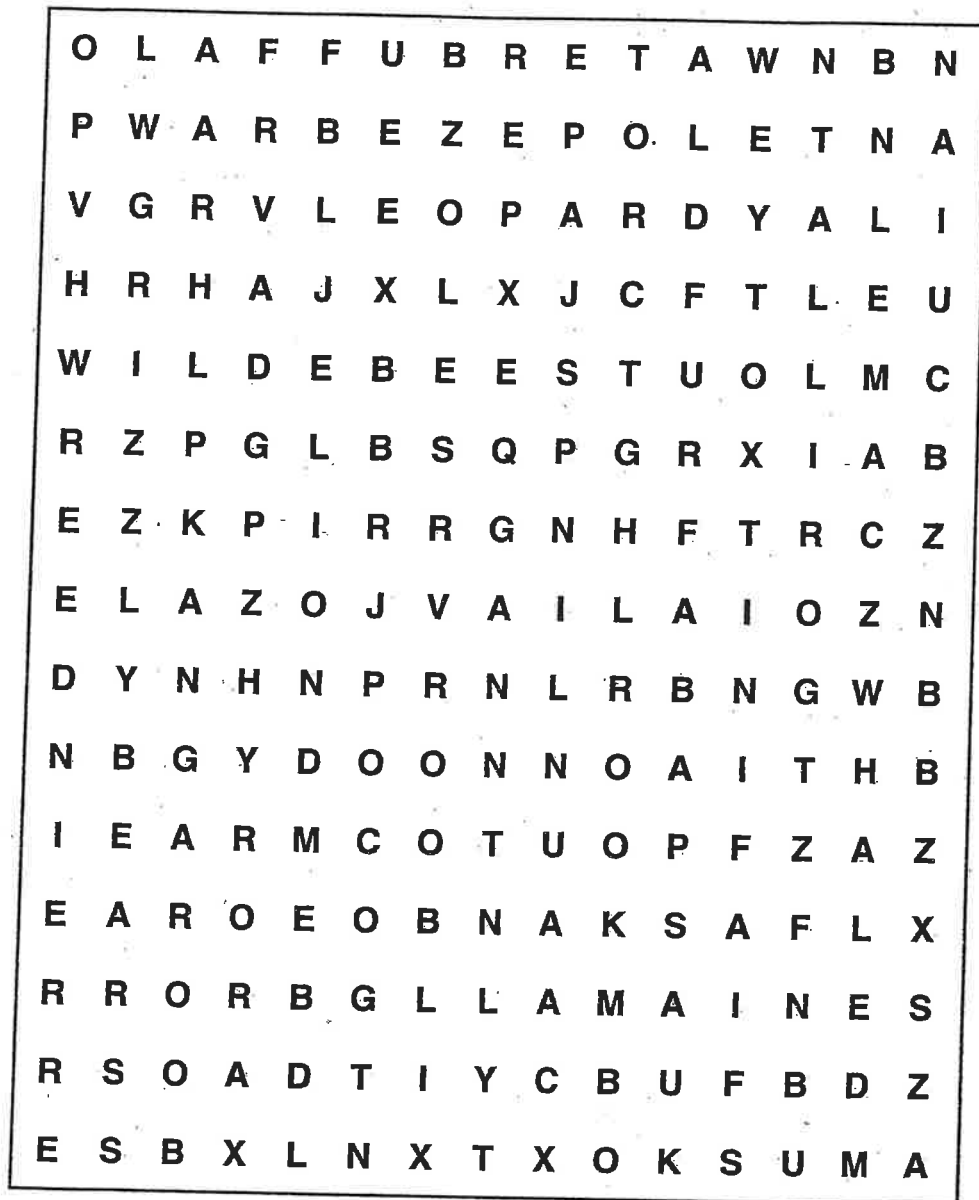 O L A F F U B R E T A W N B N
P W A R B E Z E P O L E T N A
V G R V L E O P A R D Y A L I
H R H A J X L X J C F T L E U
W I L D E B E E S T U O L M C
R Z P G L B S Q P G R X I A B
E Z K P I R R G N H F T R C Z
E L A Z O J V A I L A I O Z N
D Y N H N P R N L R B N G W B
N B G Y D O O N N O A I T H B
I E A R M C O T U O P F Z A Z
E A R O E O B N A K S A F L X
R R O R B G L L A M A I N E S
R S O A D T I Y C B U F B D Z
E S B X L N X T X O K S U M A